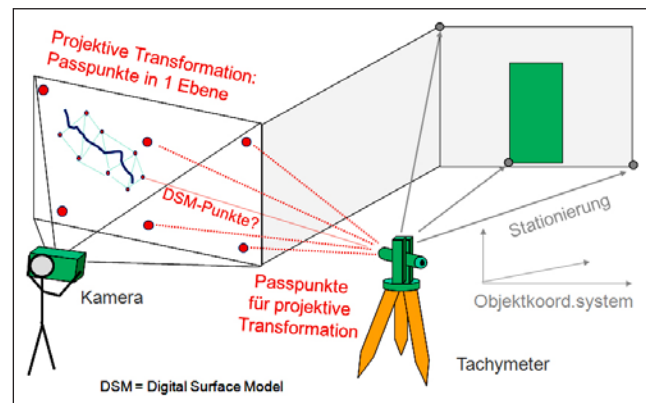 Projektive Transformation:
Passpunkte in 1 Ebene
DSM-Punkte?
Stationierung
Passpunkte
für projektive
Transformation
Objektkoord.system
Kamera
Tachymeter
DSM = Digital Surface Model